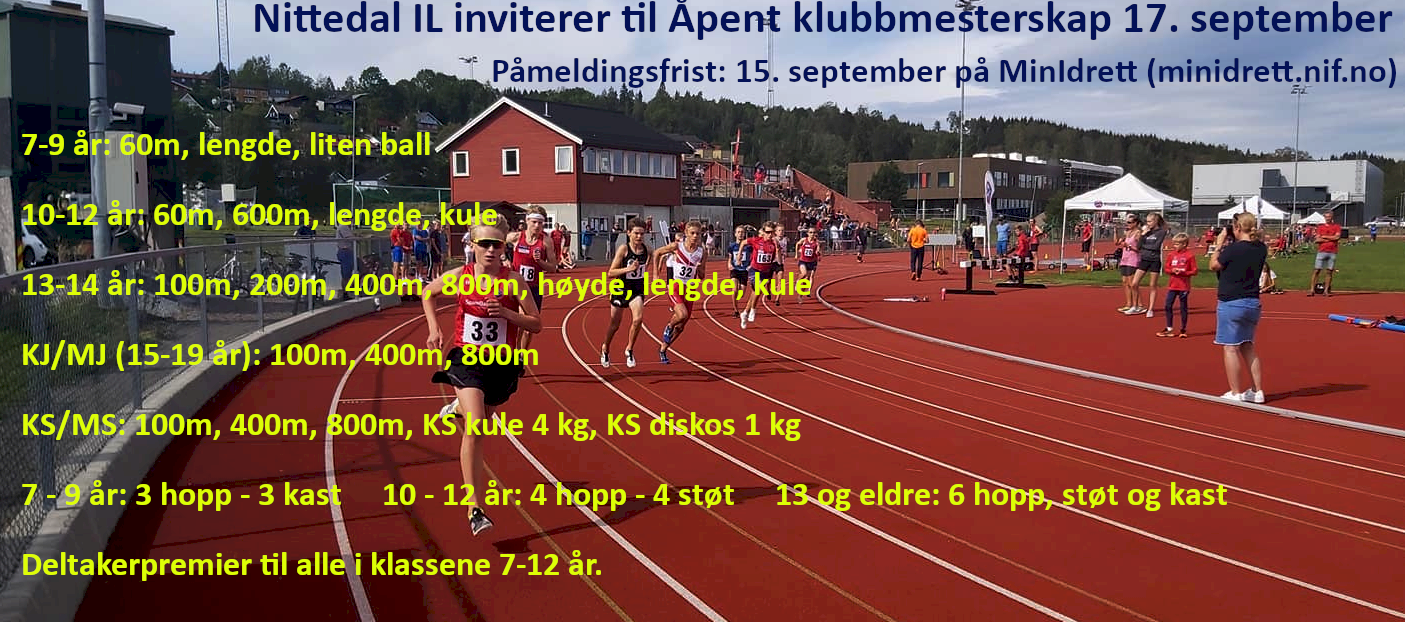 Nittedal IL inviterer til Åpent klubbmesterskap 17. september
Påmeldingsfrist: 15. september på MinIdrett (minidrett.nif.no)
7-9 år: 60m, lengde, liten ball
10-12 år: 60m, 600m, lengde, kule
13-14 år: 100m, 200m, 400m, 800m, høyde, lengde, kule
KJ/MJ (15-19 år): 100m, 400m, 800m
KS/MS: 100m, 400m, 800m, KS kule 4 kg, KS diskos 1 kg
7 - 9 år: 3 hopp - 3 kast 10 - 12 år: 4 hopp - 4 støt 13 og eldre: 6 hopp, støt og kast
Deltakerpremier til alle i klassene 7-12 år.
33
32
163